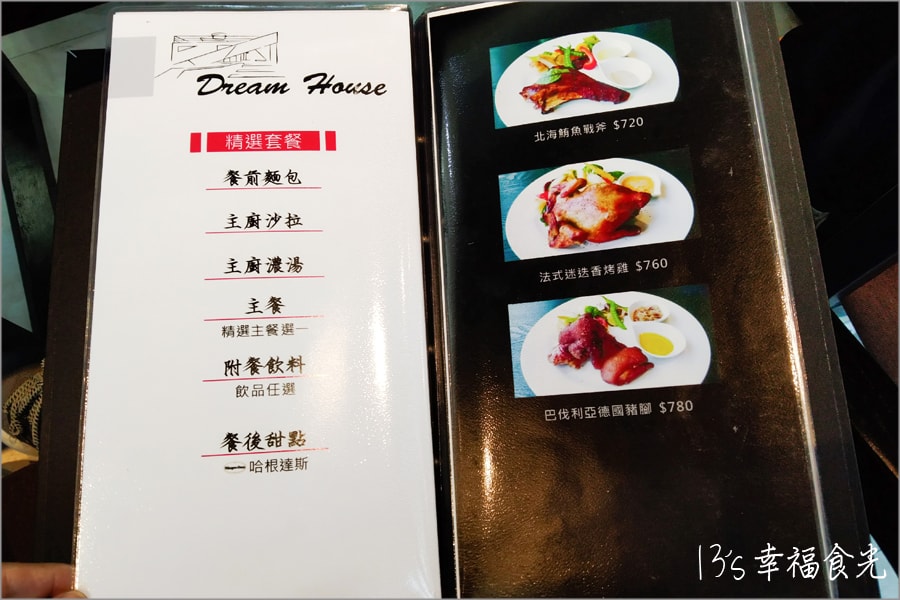 Dream House
精選套餐
餐前麵包
主廚沙拉
主廚濃湯
主餐
精選主餐選一
附餐飲料
飲品任選
餐後甜點
哈根達斯
北海鮪魚戰斧 $720
法式迷迭香烤雞 $760
巴伐利亞德國豬腳 $780
13's幸福食光